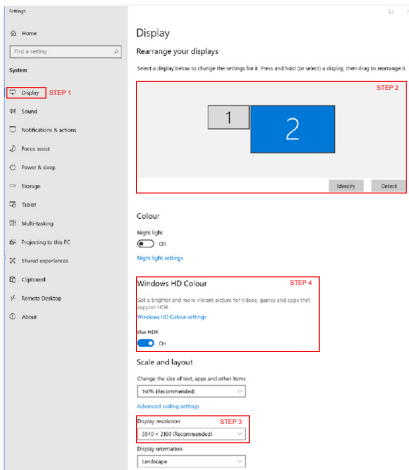 Settings
Home
Find a setting
System
Display STEP 1
Sound
Notifications & actions
Focus assist
Power & sleep
Storage
Tablet
Multi-tasking
Projecting to this PC
Shared experiences
Clipboard
Remote Desktop
About
Display
Rearrange your displays
Select a display below to change the settings for it. Press and hold (or select) a display, then drag to rearrange it.
STEP 2
1
2
Identify Detect
Colour
Night light
Off
Night light settings
Windows HD Colour STEP 4
Get a brighter and more vibrant picture for videos, games and apps that
support HDR.
Windows HD Colour settings
Use HDR
On
Scale and layout
Change the size of text, apps and other items
150% (Recommended)
Advanced scaling settings
Display resolution STEP 3
3840 × 2160 (Recommended)
Display orientation
Landscape